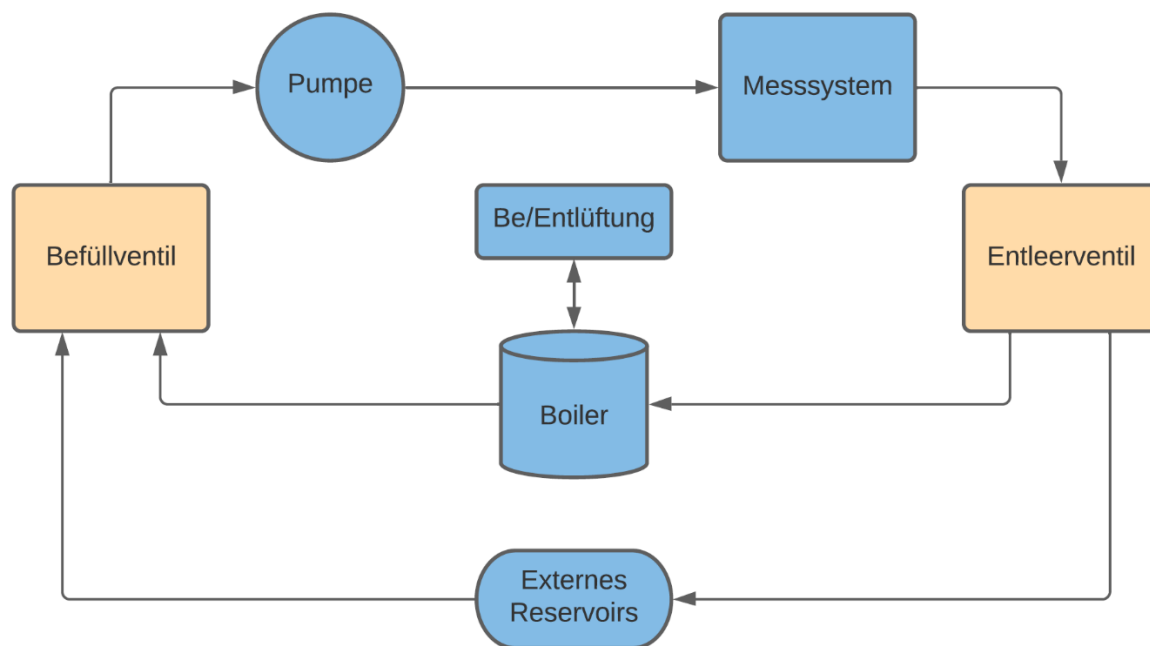 Pumpe
Messsystem
Befüllventil
Be/Entlüftung
Entleerventil
Boiler
Externes
Reservoirs